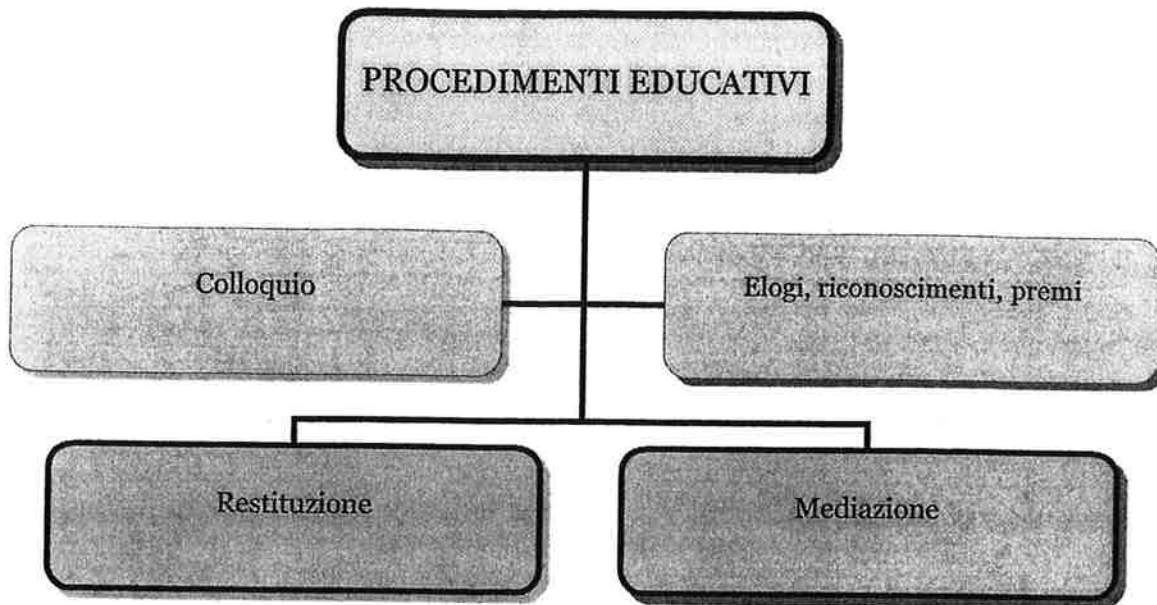 PROCEDIMENTI EDUCATIVI
Colloquio
Elogi, riconoscimenti, premi
Restituzione
Mediazione